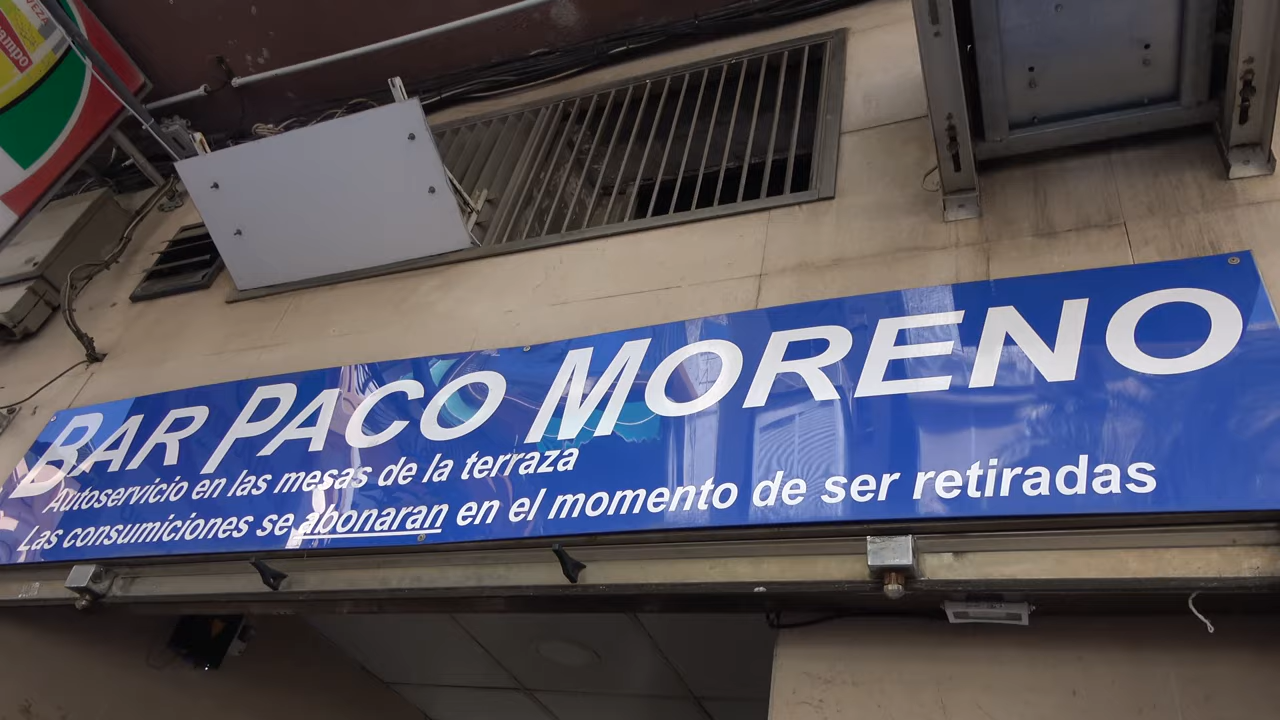 BAR PACO MORENO
Autoservicio en las mesas de la terraza
Las consumiciones se abonaran en el momento de ser retiradas